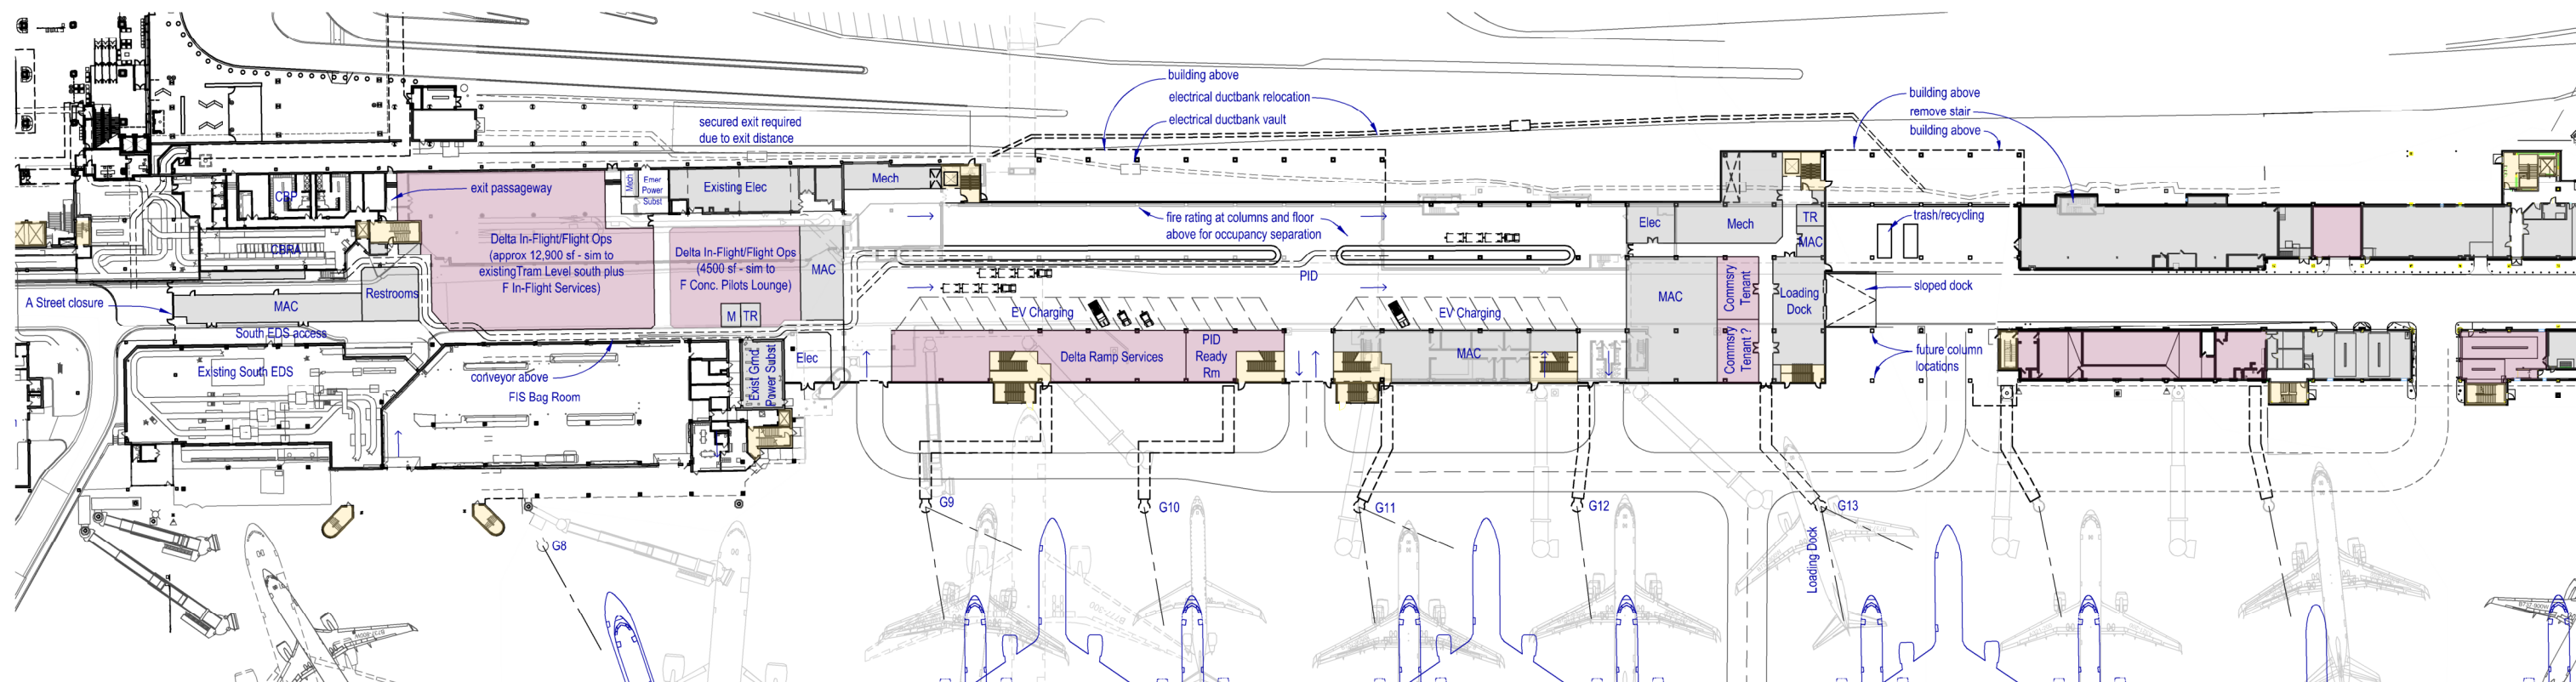 building above
electrical ductbank relocation
electrical ductbank vault
secured exit required
due to exit distance
building above
remove stair
building above
exit passageway
CBP
Mech
Emer
Power
Subst
Existing Elec
Mech
fire rating at columns and floor
above for occupancy separation
Elec
Mech
TR
MAC
trash/recycling
CBRA
Delta In-Flight/Flight Ops
(approx 12,900 sf - sim to
existingTram Level south plus
F In-Flight Services)
Delta In-Flight/Flight Ops
(4500 sf - sim to
F Conc. Pilots Lounge)
MAC
M
TR
PID
A Street closure
MAC
Restrooms
South EDS access
EV Charging
EV Charging
MAC
Commsry
Tenant
Commsry
Tenant ?
Loading
Dock
sloped dock
Existing South EDS
conveyor above
FIS Bag Room
Exist Grnd
Power Subst
Elec
Delta Ramp Services
PID
Ready
Rm
MAC
future column
locations
G8
G9
G10
G11
G12
G13
Loading Dock